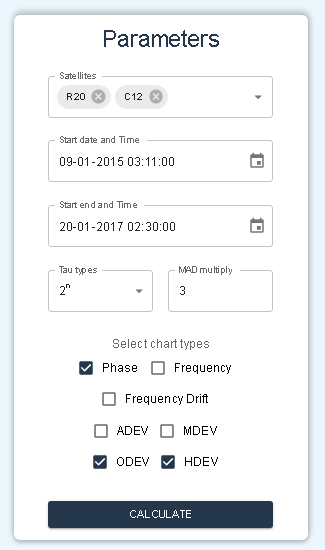 Parameters
Satellites
R20 C12
Start date and Time
09-01-2015 03:11:00
Start end and Time
20-01-2017 02:30:00
Tau types MAD multiply
2ⁿ 3
Select chart types
Phase Frequency
Frequency Drift
ADEV MDEV
ODEV HDEV
CALCULATE